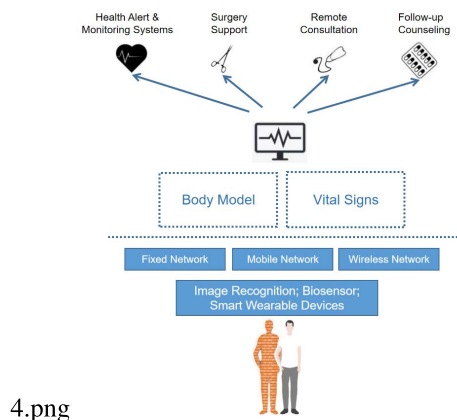 Health Alert &
Monitoring Systems
Surgery
Support
Remote
Consultation
Follow-up
Counseling
Body Model
Vital Signs
Fixed Network
Mobile Network
Wireless Network
Image Recognition; Biosensor;
Smart Wearable Devices
4.png